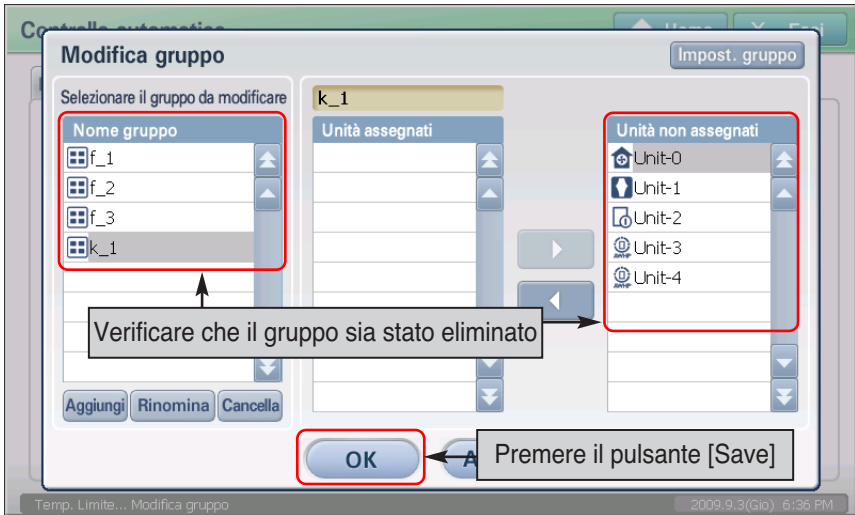 Controllo automatico
Home
X Esci
Modifica gruppo
Impost. gruppo
Selezionare il gruppo da modificare
k_1
Nome gruppo
Unità assegnati
Unità non assegnati
f_1
f_2
f_3
k_1
Unit-0
Unit-1
Unit-2
Unit-3
Unit-4
Verificare che il gruppo sia stato eliminato
Aggiungi
Rinomina
Cancella
OK
A
Premere il pulsante [Save]
Temp. Limite... Modifica gruppo
2009.9.3(Gio) 6:36 PM